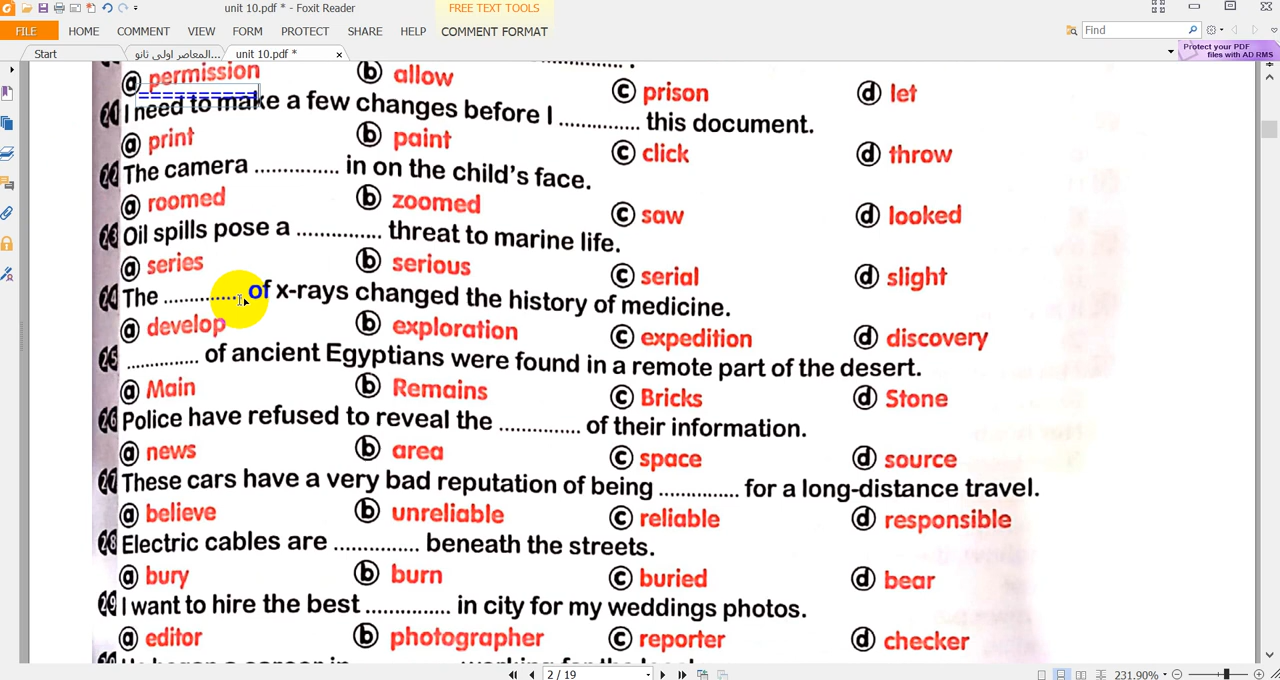 unit 10.pdf * - Foxit Reader
FREE TEXT TOOLS
FILE HOME COMMENT VIEW FORM PROTECT SHARE HELP COMMENT FORMAT
Find
Start
المعاصر اولى ثانو...
unit 10.pdf *
Protect your PDF files with AD RMS
a permission b allow c prison d let
21 I need to make a few changes before I .............. this document.
a print b paint c click d throw
22 The camera ............... in on the child's face.
a roomed b zoomed c saw d looked
23 Oil spills pose a ............... threat to marine life.
a series b serious c serial d slight
24 The .............. of x-rays changed the history of medicine.
a develop b exploration c expedition d discovery
25 ............. of ancient Egyptians were found in a remote part of the desert.
a Main b Remains c Bricks d Stone
26 Police have refused to reveal the .............. of their information.
a news b area c space d source
27 These cars have a very bad reputation of being .............. for a long-distance travel.
a believe b unreliable c reliable d responsible
28 Electric cables are ............... beneath the streets.
a bury b burn c buried d bear
29 I want to hire the best ............... in city for my weddings photos.
a editor b photographer c reporter d checker
2 / 19
231.90%